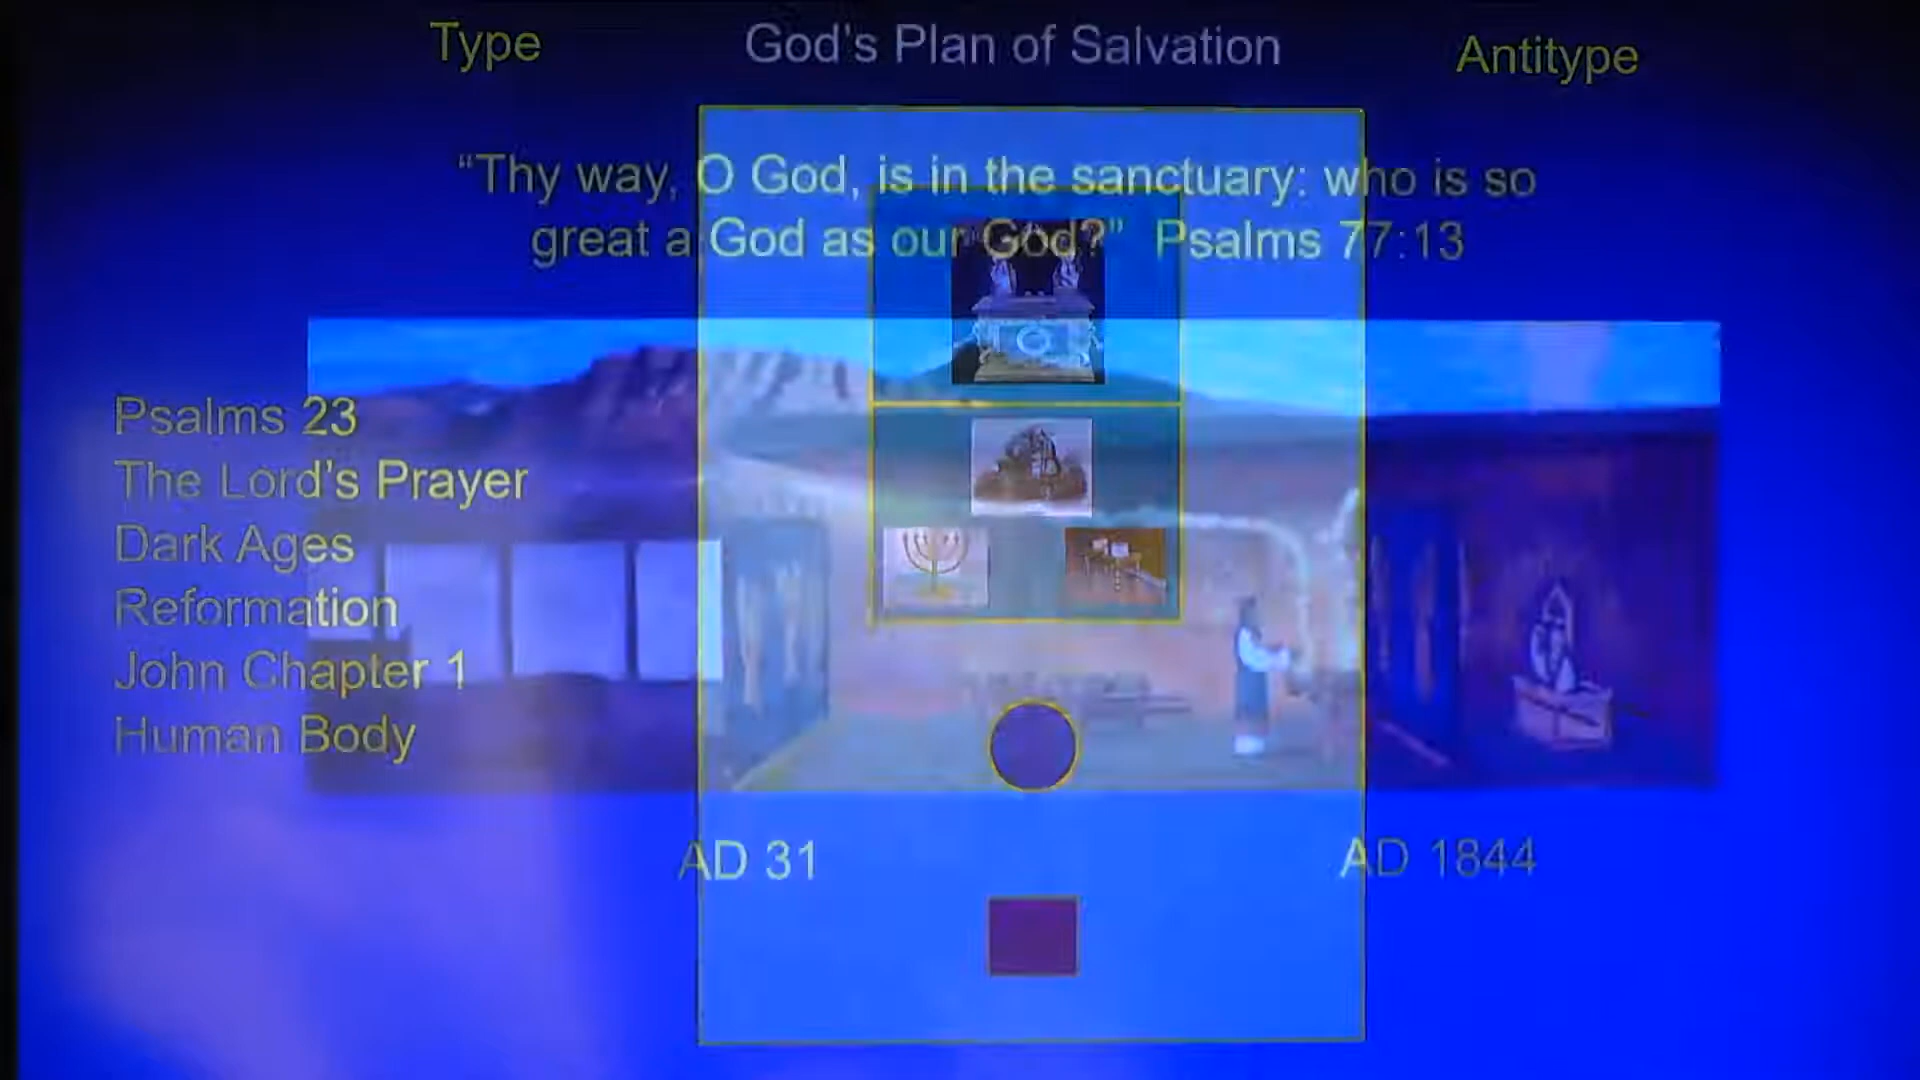 Type
God's Plan of Salvation
Antitype
“Thy way, O God, is in the sanctuary: who is so
great a God as our God?” Psalms 77:13
Psalms 23
The Lord's Prayer
Dark Ages
Reformation
John Chapter 1
Human Body
AD 31
AD 1844